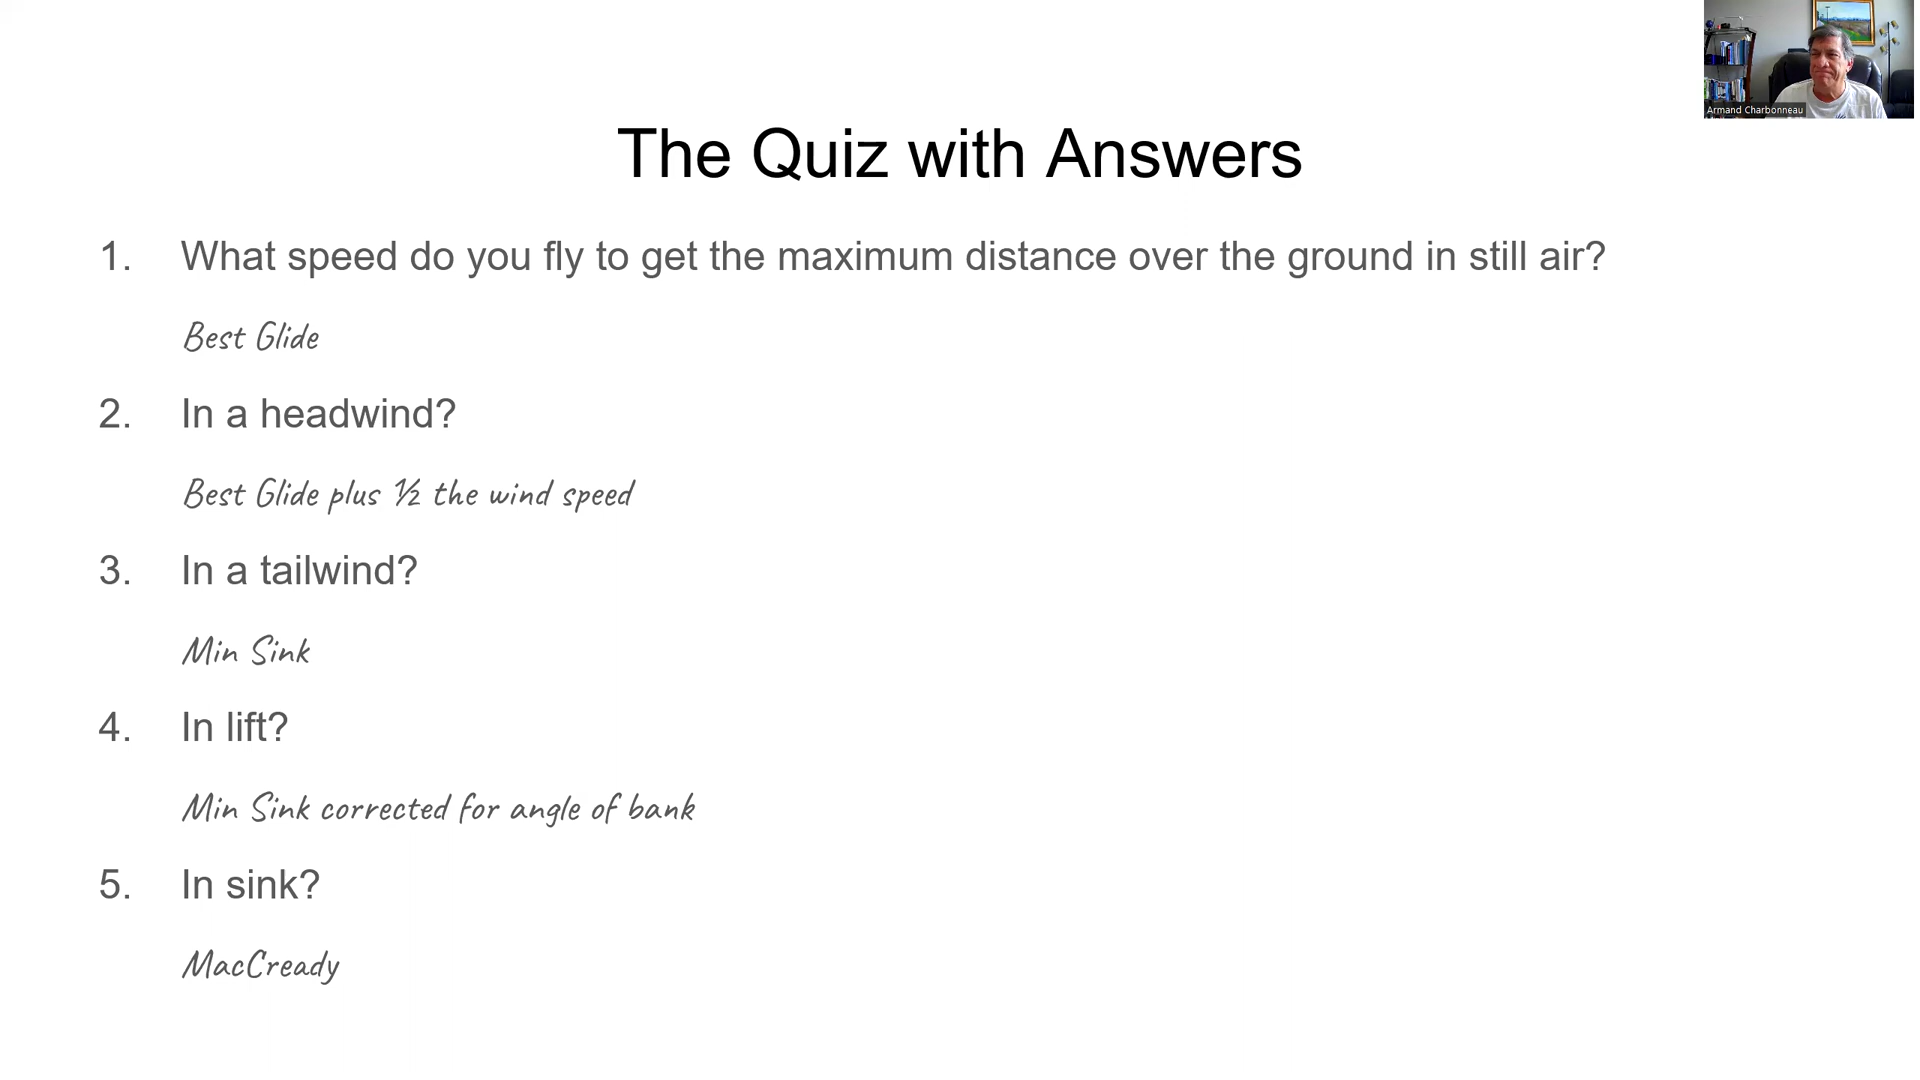 Armand Charbonneau
The Quiz with Answers
1. What speed do you fly to get the maximum distance over the ground in still air?
Best Glide
2. In a headwind?
Best Glide plus ½ the wind speed
3. In a tailwind?
Min Sink
4. In lift?
Min Sink corrected for angle of bank
5. In sink?
MacCready